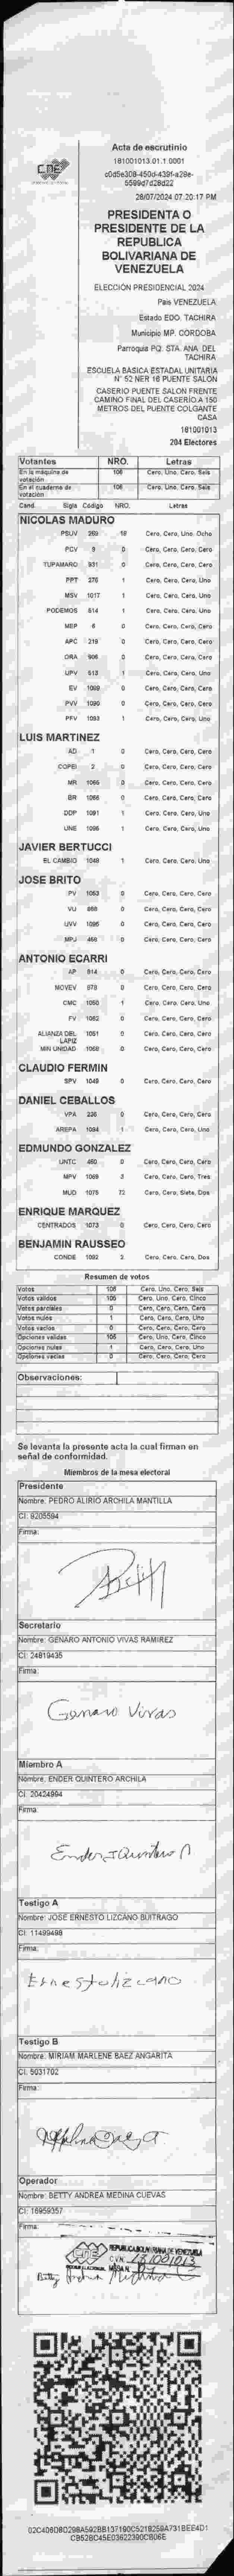 CNE
Acta de escrutinio
181001013.01.1.0001
c0d5e308-450d-439f-a28e-
5599d7d28d22
28/07/2024 07:20:17 PM
PRESIDENTA O
PRESIDENTE DE LA
REPUBLICA
BOLIVARIANA DE
VENEZUELA
ELECCIÓN PRESIDENCIAL 2024
País VENEZUELA
Estado EDO. TACHIRA
Municipio MP. CORDOBA
Parroquia PQ. STA. ANA DEL
TACHIRA
ESCUELA BÁSICA ESTADAL UNITARIA
N° 52 NER 16 PUENTE SALON
CASERIO PUENTE SALON FRENTE
CAMINO FINAL DEL CASERIO A 150
METROS DEL PUENTE COLGANTE
CASA
181001013
204 Electores
Votantes NRO. Letras
En la máquina de votación 106 Cero, Uno, Cero, Seis
En el cuaderno de votación 106 Cero, Uno, Cero, Seis
Cand. Sigla Codigo NRO. Letras
NICOLAS MADURO
PSUV 269 18 Cero, Cero, Uno, Ocho
PCV 9 0 Cero, Cero, Cero, Cero
TUPAMARO 931 0 Cero, Cero, Cero, Cero
PPT 276 1 Cero, Cero, Cero, Uno
MSV 1017 1 Cero, Cero, Cero, Uno
PODEMOS 614 1 Cero, Cero, Cero, Uno
MEP 6 0 Cero, Cero, Cero, Cero
APC 219 0 Cero, Cero, Cero, Cero
ORA 906 0 Cero, Cero, Cero, Cero
UPV 513 1 Cero, Cero, Cero, Uno
EV 1089 0 Cero, Cero, Cero, Cero
PVV 1090 0 Cero, Cero, Cero, Cero
PFV 1093 1 Cero, Cero, Cero, Uno
LUIS MARTINEZ
AD 1 0 Cero, Cero, Cero, Cero
COPEI 2 0 Cero, Cero, Cero, Cero
MR 1065 0 Cero, Cero, Cero, Cero
BR 1066 0 Cero, Cero, Cero, Cero
DDP 1091 1 Cero, Cero, Cero, Uno
UNE 1096 1 Cero, Cero, Cero, Uno
JAVIER BERTUCCI
EL CAMBIO 1048 1 Cero, Cero, Cero, Uno
JOSE BRITO
PV 1053 0 Cero, Cero, Cero, Cero
VU 868 0 Cero, Cero, Cero, Cero
UVV 1095 0 Cero, Cero, Cero, Cero
MPJ 458 0 Cero, Cero, Cero, Cero
ANTONIO ECARRI
AP 914 0 Cero, Cero, Cero, Cero
MOVEV 978 0 Cero, Cero, Cero, Cero
CMC 1050 1 Cero, Cero, Cero, Uno
FV 1062 0 Cero, Cero, Cero, Cero
ALIANZA DEL LAPIZ 1051 0 Cero, Cero, Cero, Cero
MIN UNIDAD 1068 0 Cero, Cero, Cero, Cero
CLAUDIO FERMIN
SPV 1049 0 Cero, Cero, Cero, Cero
DANIEL CEBALLOS
VPA 236 0 Cero, Cero, Cero, Cero
AREPA 1094 1 Cero, Cero, Cero, Uno
EDMUNDO GONZALEZ
UNTC 460 0 Cero, Cero, Cero, Cero
MPV 1069 3 Cero, Cero, Cero, Tres
MUD 1075 72 Cero, Cero, Siete, Dos
ENRIQUE MARQUEZ
CENTRADOS 1073 0 Cero, Cero, Cero, Cero
BENJAMIN RAUSSEO
CONDE 1092 2 Cero, Cero, Cero, Dos
Resumen de votos
Votos 106 Cero, Uno, Cero, Seis
Votos validos 105 Cero, Uno, Cero, Cinco
Votos parciales 0 Cero, Cero, Cero, Cero
Votos nulos 1 Cero, Cero, Cero, Uno
Votos vacios 0 Cero, Cero, Cero, Cero
Opciones validas 105 Cero, Uno, Cero, Cinco
Opciones nulas 1 Cero, Cero, Cero, Uno
Opciones vacias 0 Cero, Cero, Cero, Cero
Observaciones:
Se levanta la presente acta la cual firman en
señal de conformidad.
Miembros de la mesa electoral
Presidente
Nombre: PEDRO ALIRIO ARCHILA MANTILLA
CI: 9205594
Firma:
Secretario
Nombre: GENARO ANTONIO VIVAS RAMIREZ
CI: 24819435
Firma:
Genaro Vivas
Miembro A
Nombre: ENDER QUINTERO ARCHILA
CI: 20424994
Firma:
Ender Quintero A
Testigo A
Nombre: JOSE ERNESTO LIZCANO BUITRAGO
CI: 11499498
Firma:
Ernestolizcano
Testigo B
Nombre: MIRIAM MARLENE BAEZ ANGARITA
CI: 5031702
Firma:
Operador
Nombre: BETTY ANDREA MEDINA CUEVAS
CI: 16959357
Firma:
CNE REPUBLICA BOLIVARIANA DE VENEZUELA
C.V.N. 181001013
MESA N. 01
Betty Andrea Medina C
02C406D8D298A592BB137190C5219259A731BEE4D1
CB52BC45E03622390CB06E